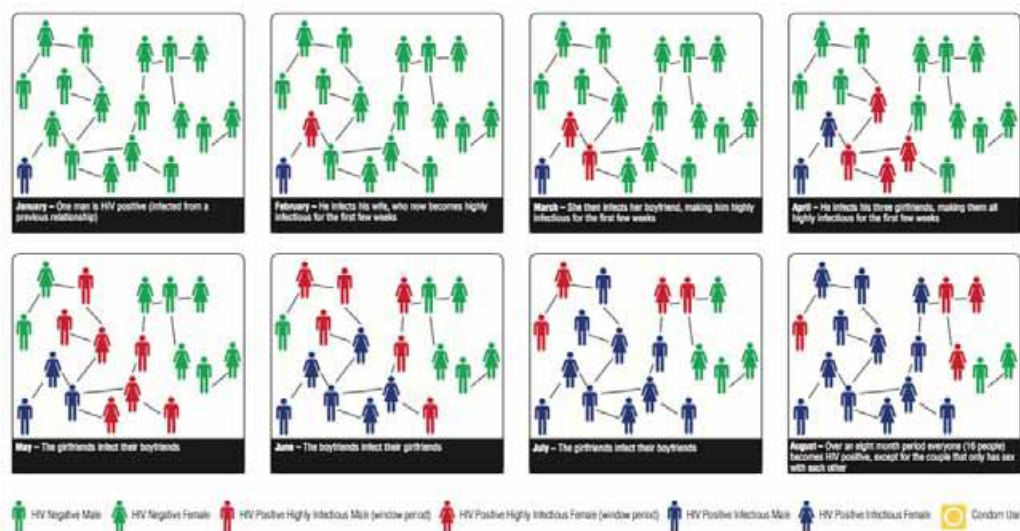 January – One man is HIV positive (infected from a
previous relationship)
February – He infects his wife, who now becomes highly
infectious for the first few weeks
March – She then infects her boyfriend, making him highly
infectious for the first few weeks
April – He infects his three girlfriends, making them all
highly infectious for the first few weeks
May – The girlfriends infect their boyfriends
June – The boyfriends infect their girlfriends
July – The girlfriends infect their boyfriends
August – Over an eight month period everyone (16 people)
becomes HIV positive, except for the couple that only has sex
with each other
HIV Negative Male HIV Negative Female HIV Positive Highly Infectious Male (window period) HIV Positive Highly Infectious Female (window period) HIV Positive Infectious Male HIV Positive Infectious Female Condom Use